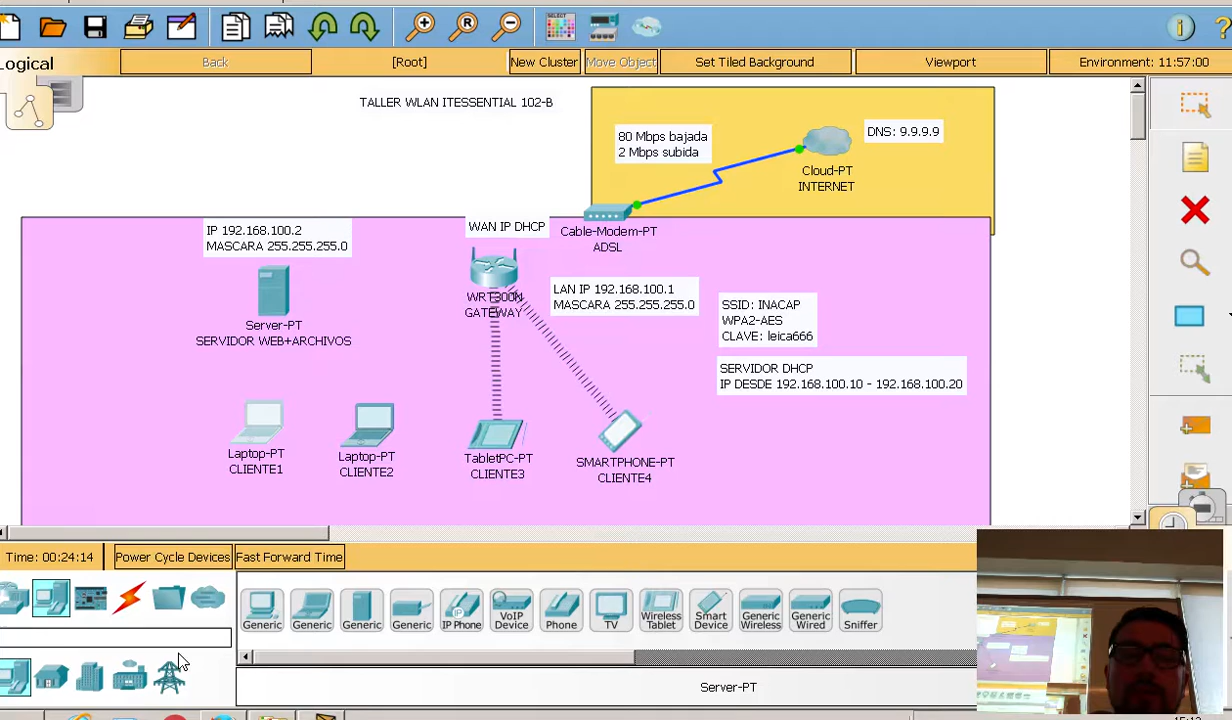 Logical
Back
[Root]
New Cluster
Move Object
Set Tiled Background
Viewport
Environment: 11:57:00
TALLER WLAN ITESSENTIAL 102-B
80 Mbps bajada
2 Mbps subida
DNS: 9.9.9.9
Cloud-PT
INTERNET
IP 192.168.100.2
MASCARA 255.255.255.0
WAN IP DHCP
Cable-Modem-PT
ADSL
LAN IP 192.168.100.1
MASCARA 255.255.255.0
WRT300N
GATEWAY
SSID: INACAP
WPA2-AES
CLAVE: leica666
Server-PT
SERVIDOR WEB+ARCHIVOS
SERVIDOR DHCP
IP DESDE 192.168.100.10 - 192.168.100.20
Laptop-PT
CLIENTE1
Laptop-PT
CLIENTE2
TabletPC-PT
CLIENTE3
SMARTPHONE-PT
CLIENTE4
Time: 00:24:14
Power Cycle Devices
Fast Forward Time
Generic
Generic
Generic
Generic
IP Phone
VoIP Device
Phone
TV
Wireless Tablet
Smart Device
Generic Wireless
Generic Wired
Sniffer
Server-PT